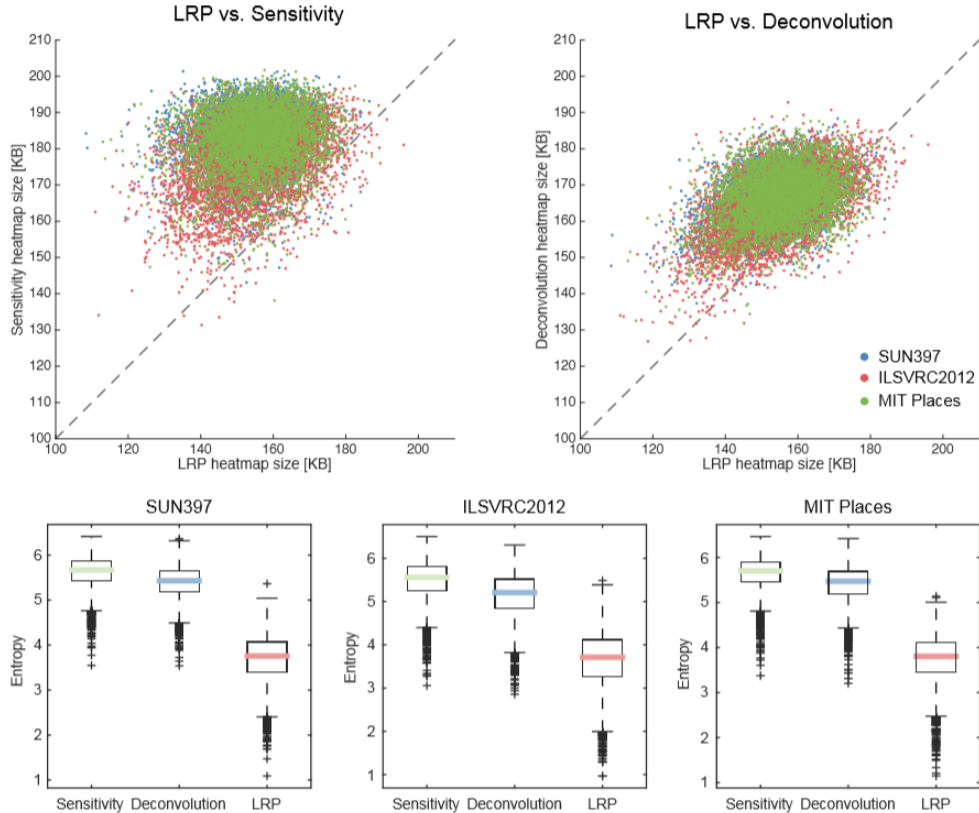 LRP vs. Sensitivity
210
200
190
180
170
160
150
140
130
120
110
100
Sensitivity heatmap size [KB]
100 120 140 160 180 200
LRP heatmap size [KB]
LRP vs. Deconvolution
210
200
190
180
170
160
150
140
130
120
110
100
Deconvolution heatmap size [KB]
SUN397
ILSVRC2012
MIT Places
100 120 140 160 180 200
LRP heatmap size [KB]
SUN397
6
5
4
3
2
1
Entropy
Sensitivity Deconvolution LRP
ILSVRC2012
6
5
4
3
2
1
Entropy
Sensitivity Deconvolution LRP
MIT Places
6
5
4
3
2
1
Entropy
Sensitivity Deconvolution LRP